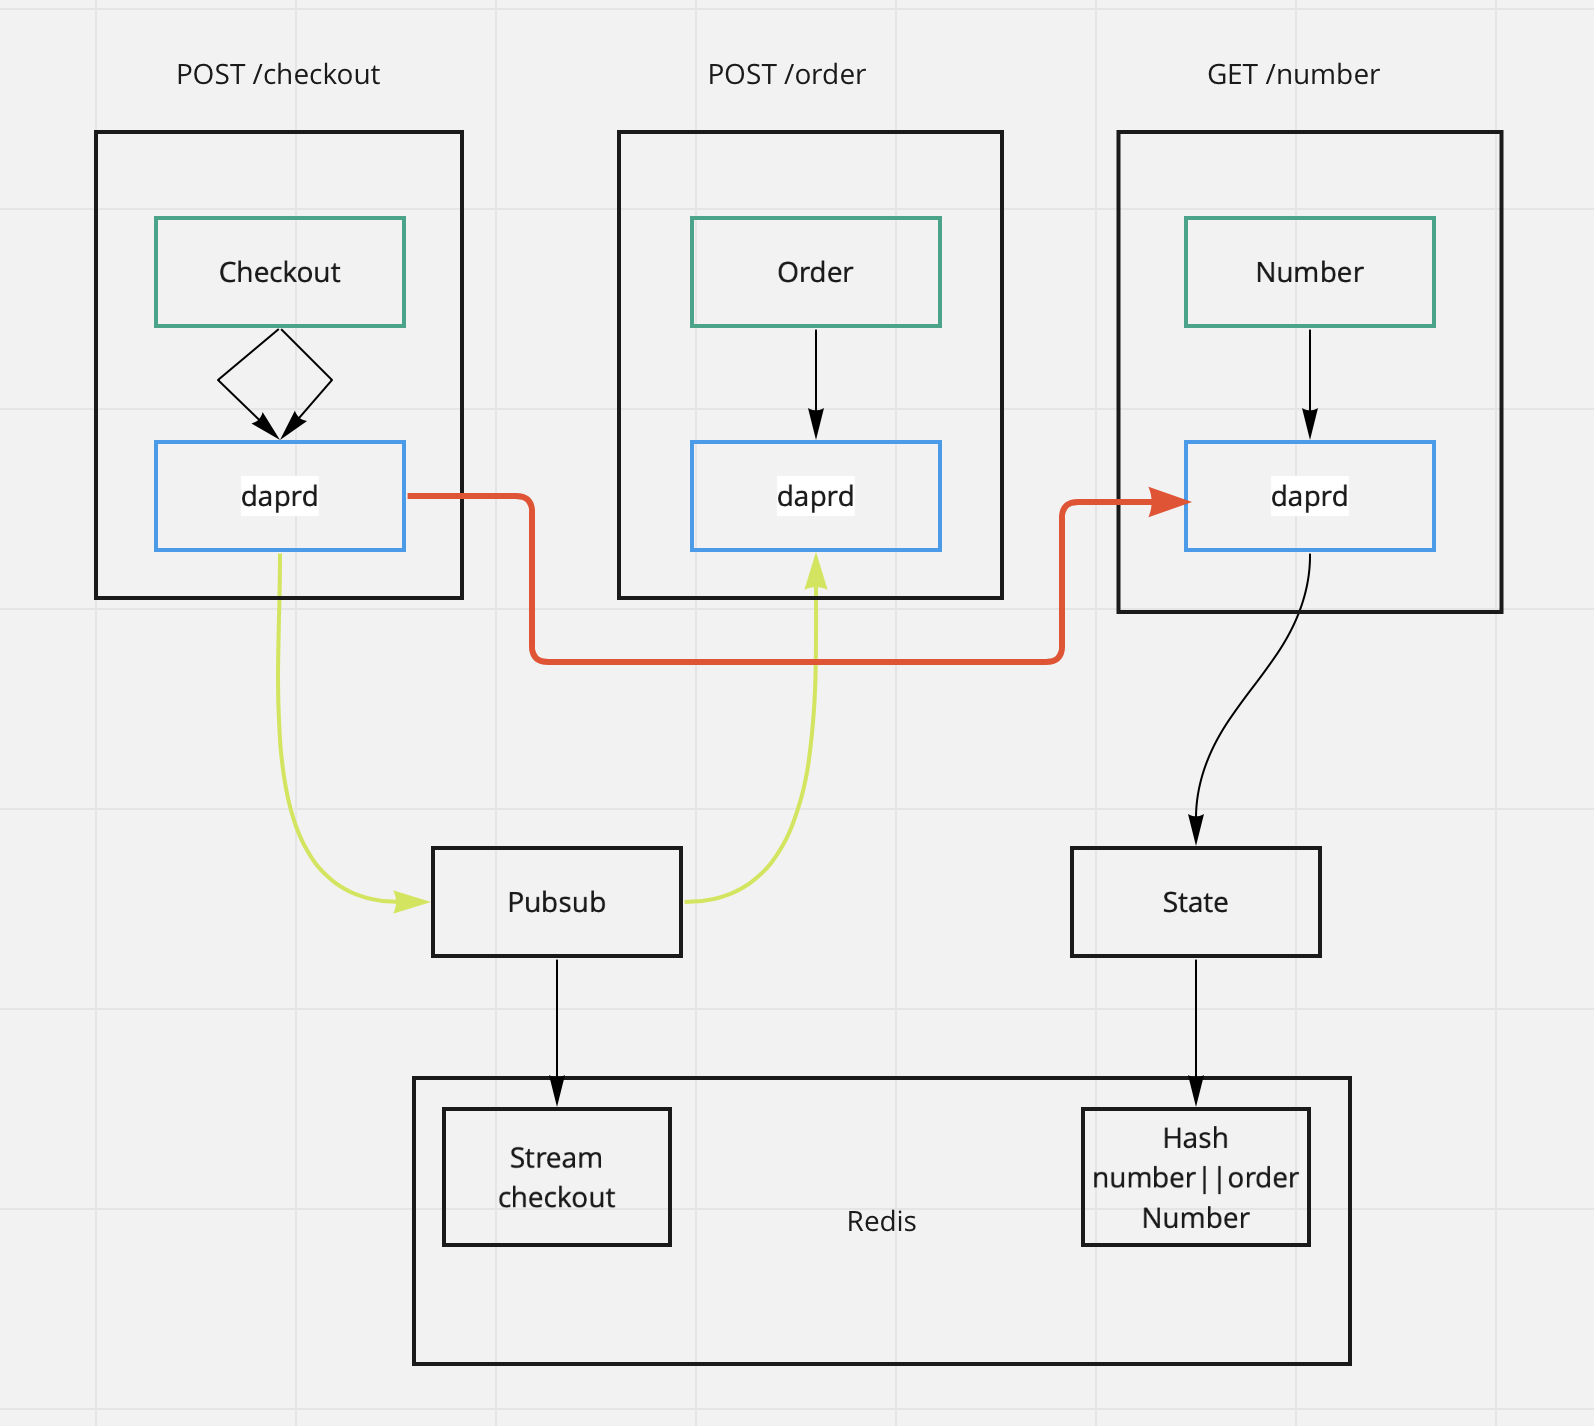 POST /checkout
POST /order
GET /number
Checkout
Order
Number
daprd
daprd
daprd
Pubsub
State
Stream
checkout
Redis
Hash
number||order
Number